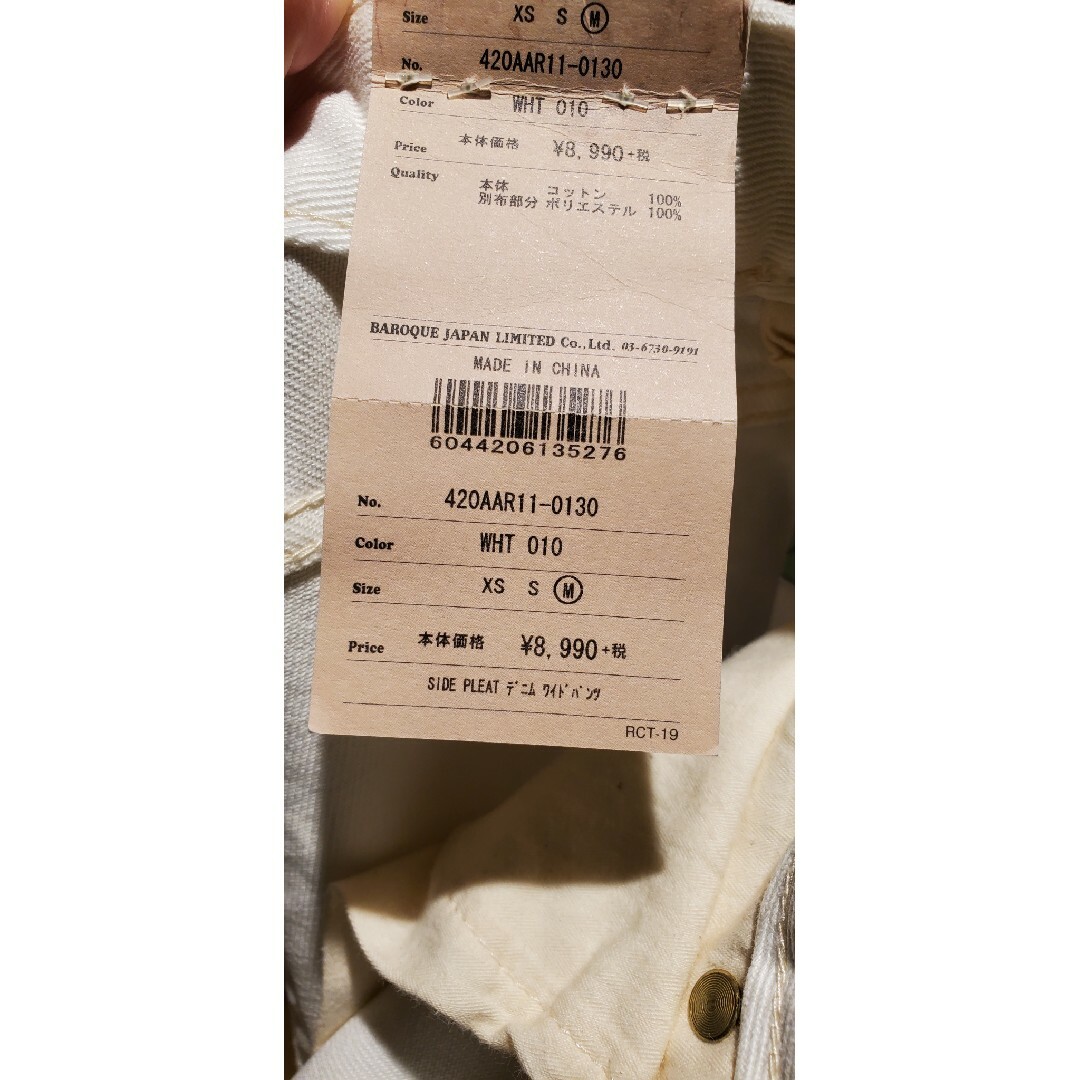 Size XS S M
No. 420AAR11-0130
Color WHT 010
Price 本体価格 ¥8,990+税
Quality 本体 コットン 100%
別布部分 ポリエステル 100%
BAROQUE JAPAN LIMITED Co.,Ltd. 03-6730-9191
MADE IN CHINA
6044206135276
No. 420AAR11-0130
Color WHT 010
Size XS S M
Price 本体価格 ¥8,990+税
SIDE PLEAT ﾃﾞﾆﾑ ﾜｲﾄﾞﾊﾟﾝﾂ
RCT-19